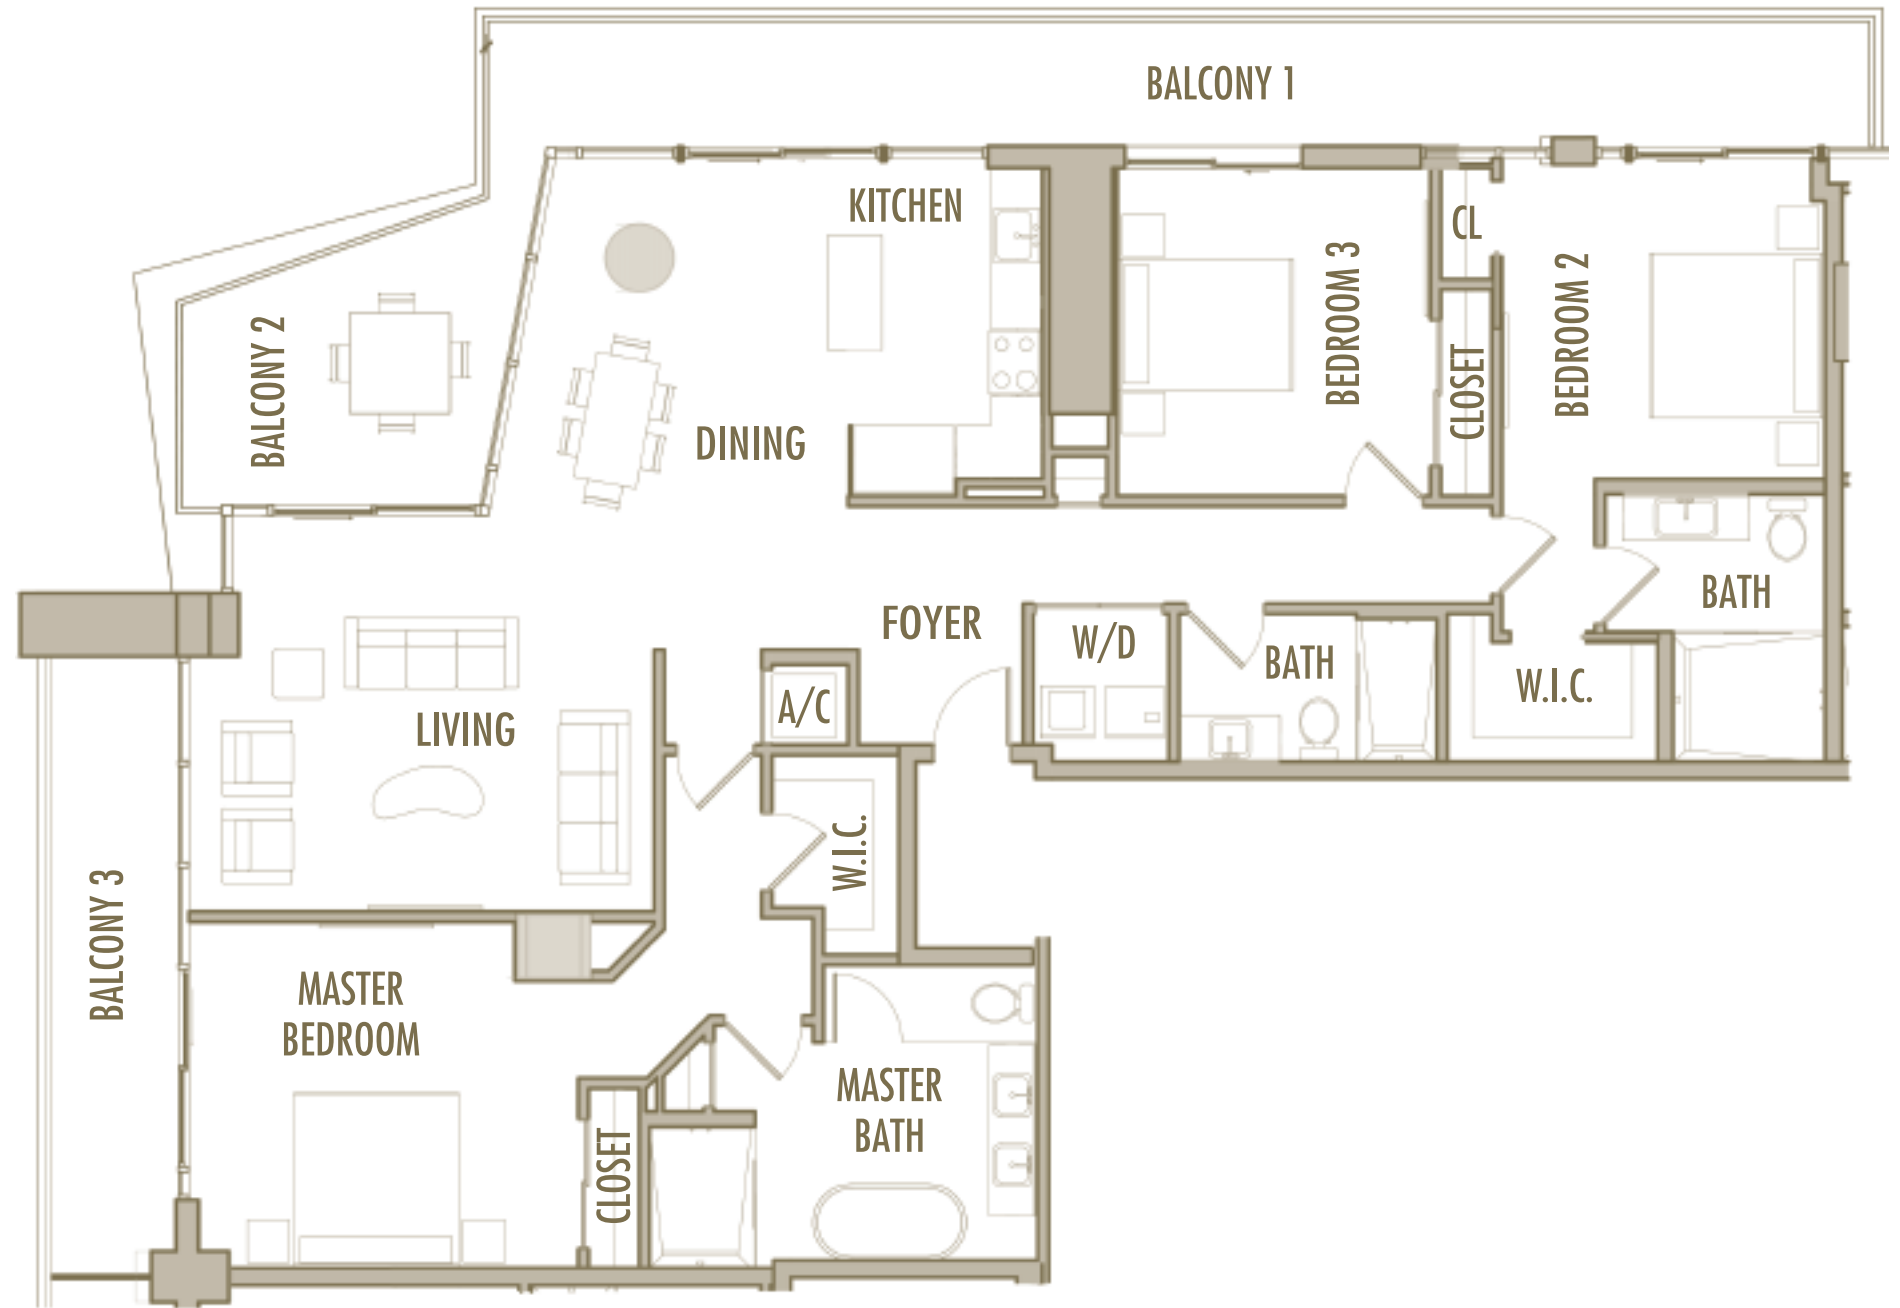 BALCONY 1
KITCHEN
CL
BEDROOM 3
BEDROOM 2
BALCONY 2
CLOSET
DINING
BATH
FOYER
W/D
BATH
W.I.C.
A/C
LIVING
W.I.C.
BALCONY 3
MASTER
BEDROOM
MASTER
BATH
CLOSET